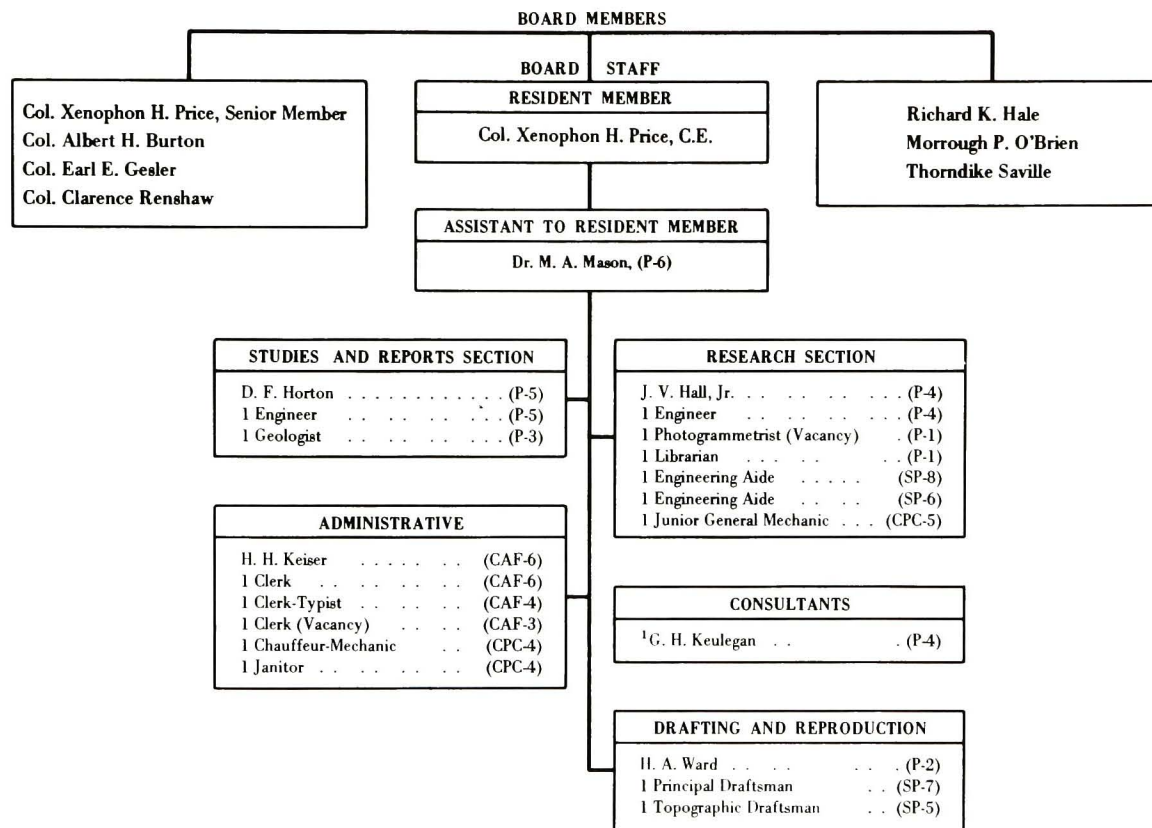 BOARD MEMBERS
Col. Xenophon H. Price, Senior Member
Col. Albert H. Burton
Col. Earl E. Gesler
Col. Clarence Renshaw
BOARD STAFF
RESIDENT MEMBER
Col. Xenophon H. Price, C.E.
Richard K. Hale
Morrough P. O'Brien
Thorndike Saville
ASSISTANT TO RESIDENT MEMBER
Dr. M. A. Mason, (P-6)
STUDIES AND REPORTS SECTION
D. F. Horton . . . . . . . . . . . . (P-5)
1 Engineer . . . . . . . . . . (P-5)
1 Geologist . . . . . . . . . (P-3)
RESEARCH SECTION
J. V. Hall, Jr. . . . . . . . . . . (P-4)
1 Engineer . . . . . . . . . . (P-4)
1 Photogrammetrist (Vacancy) . (P-1)
1 Librarian . . . . . . . (P-1)
1 Engineering Aide . . . . . (SP-8)
1 Engineering Aide . . . . (SP-6)
1 Junior General Mechanic . . . (CPC-5)
ADMINISTRATIVE
H. H. Keiser . . . . . . . (CAF-6)
1 Clerk . . . . . . . . (CAF-6)
1 Clerk-Typist . . . . . . (CAF-4)
1 Clerk (Vacancy) . . . . (CAF-3)
1 Chauffeur-Mechanic . . (CPC-4)
1 Janitor . . . . . . . . (CPC-4)
CONSULTANTS
¹G. H. Keulegan . . . (P-4)
DRAFTING AND REPRODUCTION
H. A. Ward . . . . . . . (P-2)
1 Principal Draftsman . . (SP-7)
1 Topographic Draftsman . . (SP-5)